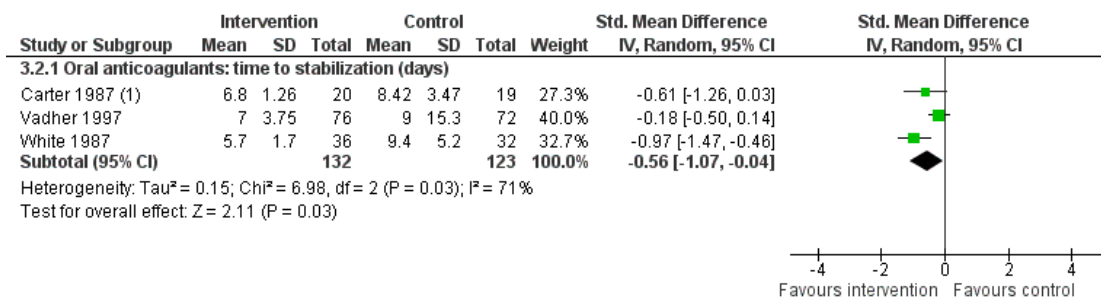 Intervention Control Std. Mean Difference Std. Mean Difference
Study or Subgroup Mean SD Total Mean SD Total Weight IV, Random, 95% CI IV, Random, 95% CI
3.2.1 Oral anticoagulants: time to stabilization (days)
Carter 1987 (1) 6.8 1.26 20 8.42 3.47 19 27.3% -0.61 [-1.26, 0.03]
Vadher 1997 7 3.75 76 9 15.3 72 40.0% -0.18 [-0.50, 0.14]
White 1987 5.7 1.7 36 9.4 5.2 32 32.7% -0.97 [-1.47, -0.46]
Subtotal (95% CI) 132 123 100.0% -0.56 [-1.07, -0.04]
Heterogeneity: Tau² = 0.15; Chi² = 6.98, df = 2 (P = 0.03); I² = 71%
Test for overall effect: Z = 2.11 (P = 0.03)
-4 -2 0 2 4
Favours intervention Favours control